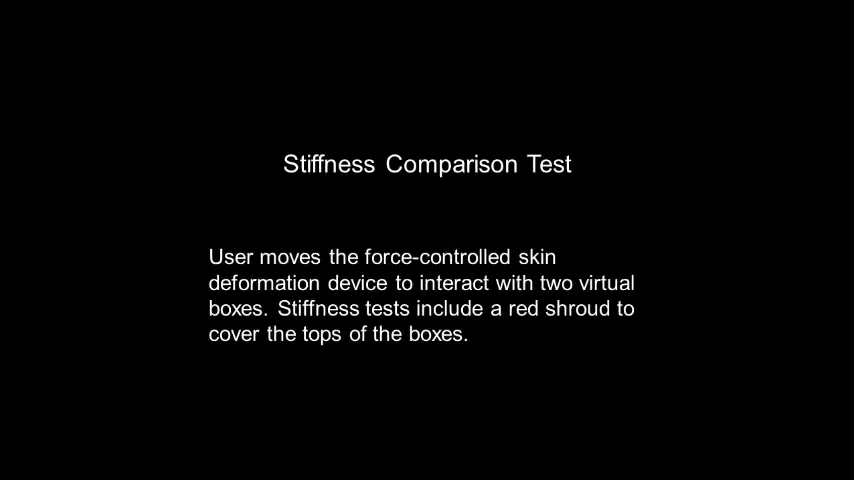 Stiffness Comparison Test
User moves the force-controlled skin
deformation device to interact with two virtual
boxes. Stiffness tests include a red shroud to
cover the tops of the boxes.